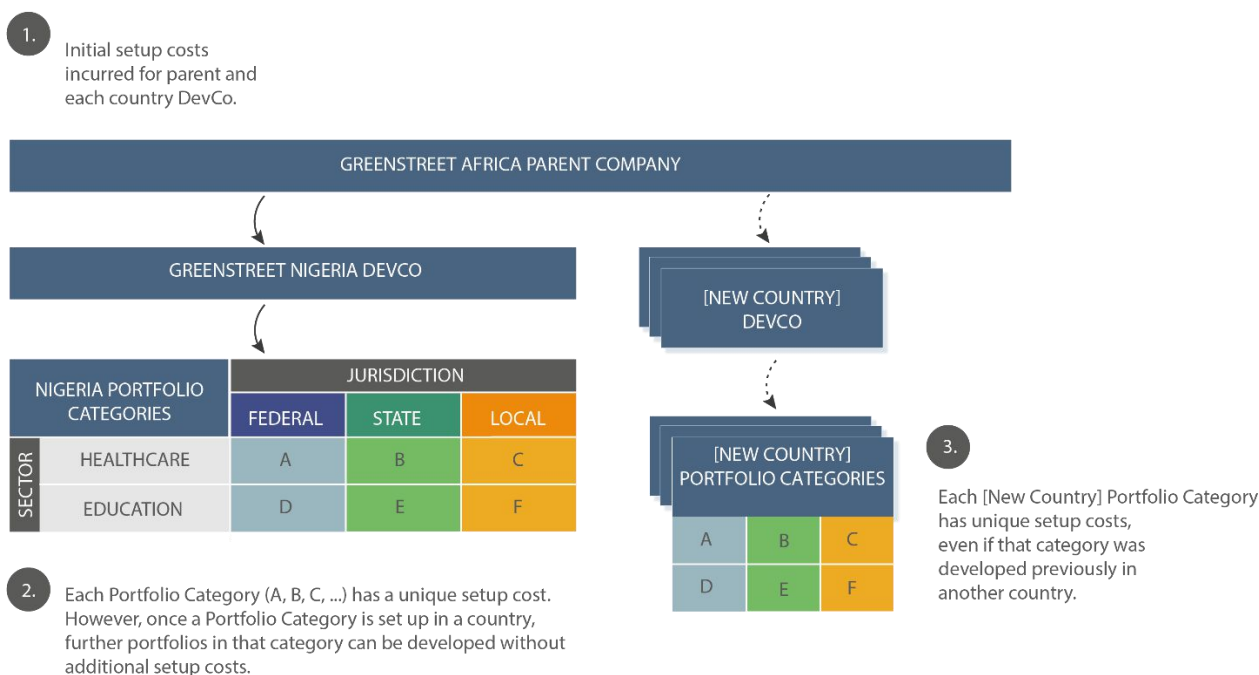 1.
Initial setup costs
incurred for parent and
each country DevCo.
GREENSTREET AFRICA PARENT COMPANY
GREENSTREET NIGERIA DEVCO
[NEW COUNTRY]
DEVCO
NIGERIA PORTFOLIO
CATEGORIES
JURISDICTION
FEDERAL STATE LOCAL
SECTOR
HEALTHCARE A B C
EDUCATION D E F
[NEW COUNTRY]
PORTFOLIO CATEGORIES
A B C
D E F
2.
Each Portfolio Category (A, B, C, ...) has a unique setup cost.
However, once a Portfolio Category is set up in a country,
further portfolios in that category can be developed without
additional setup costs.
3.
Each [New Country] Portfolio Category
has unique setup costs,
even if that category was
developed previously in
another country.